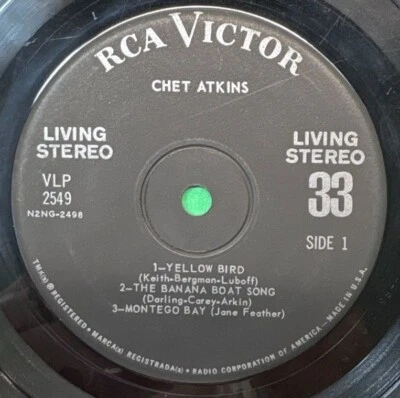 RCA VICTOR
CHET ATKINS
LIVING
STEREO
VLP
2549
N2NG-2498
LIVING
STEREO
33
SIDE 1
1—YELLOW BIRD
(Keith-Bergman-Luboff)
2—THE BANANA BOAT SONG
(Darling-Carey-Arkin)
3—MONTEGO BAY (Jane Feather)
TMK(s) ® REGISTERED • MARCA(s) REGISTRADA(s) • RADIO CORPORATION OF AMERICA — MADE IN U.S.A.